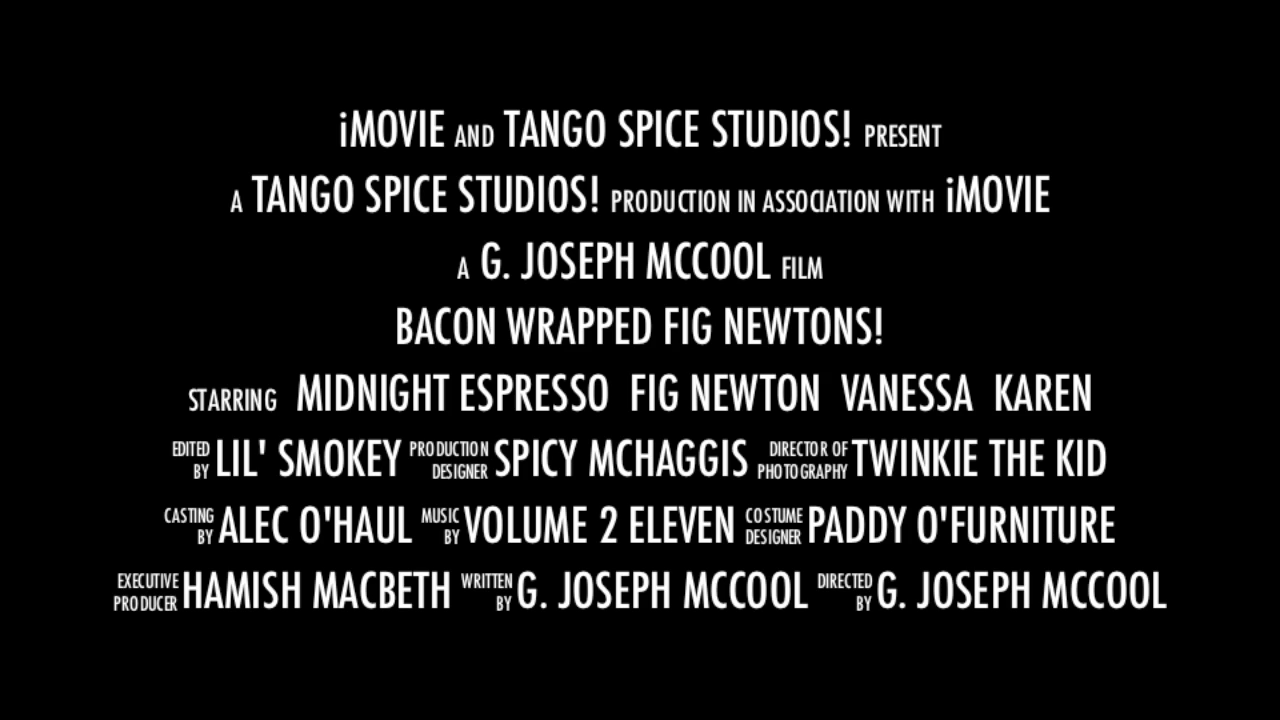 iMOVIE AND TANGO SPICE STUDIOS! PRESENT
A TANGO SPICE STUDIOS! PRODUCTION IN ASSOCIATION WITH iMOVIE
A G. JOSEPH MCCOOL FILM
BACON WRAPPED FIG NEWTONS!
STARRING MIDNIGHT ESPRESSO FIG NEWTON VANESSA KAREN
EDITED BY LIL' SMOKEY PRODUCTION DESIGNER SPICY MCHAGGIS DIRECTOR OF PHOTOGRAPHY TWINKIE THE KID
CASTING BY ALEC O'HAUL MUSIC BY VOLUME 2 ELEVEN COSTUME DESIGNER PADDY O'FURNITURE
EXECUTIVE PRODUCER HAMISH MACBETH WRITTEN BY G. JOSEPH MCCOOL DIRECTED BY G. JOSEPH MCCOOL